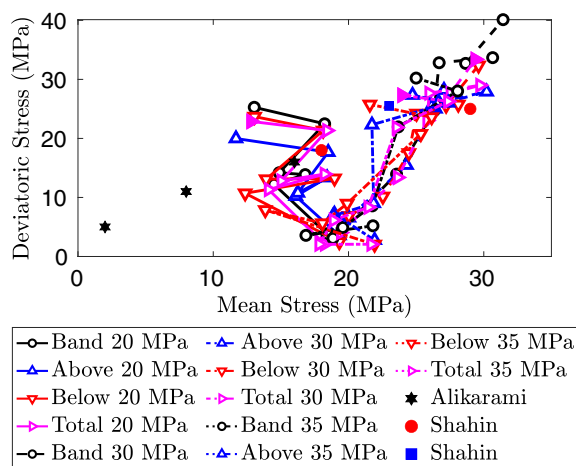 Deviatoric Stress (MPa)
40
30
20
10
0
0 10 20 30
Mean Stress (MPa)
Band 20 MPa Above 30 MPa Below 35 MPa
Above 20 MPa Below 30 MPa Total 35 MPa
Below 20 MPa Total 30 MPa Alikarami
Total 20 MPa Band 35 MPa Shahin
Band 30 MPa Above 35 MPa Shahin